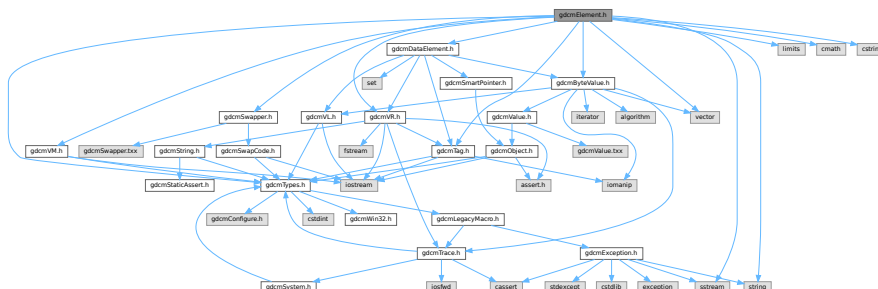 gdcmElement.h
gdcmDataElement.h
limits
cmath
set
gdcmSmartPointer.h
gdcmByteValue.h
gdcmSwapper.h
gdcmVL.h
gdcmVR.h
gdcmValue.h
iterator
algorithm
vector
gdcmVM.h
gdcmSwapper.txx
gdcmString.h
gdcmSwapCode.h
fstream
gdcmTag.h
gdcmObject.h
gdcmValue.txx
gdcmStaticAssert.h
gdcmTypes.h
iostream
assert.h
iomanip
gdcmConfigure.h
cstdint
gdcmWin32.h
gdcmLegacyMacro.h
gdcmTrace.h
gdcmException.h
gdcmSystem.h
iosfwd
cassert
stdexcept
cstdlib
exception
sstream
string